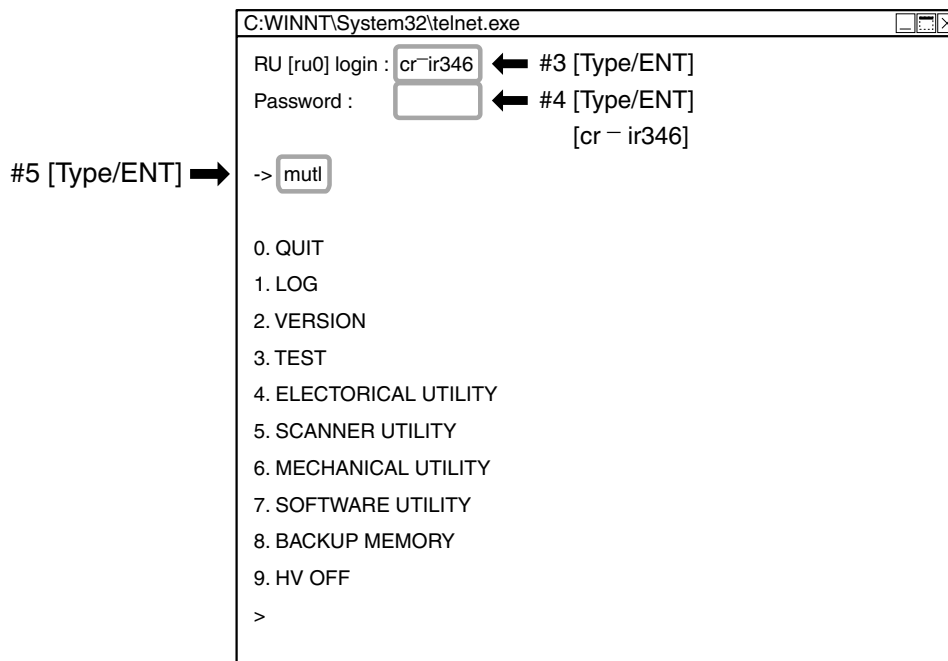 C:WINNT\System32\telnet.exe
RU [ru0] login : cr–ir346 #3 [Type/ENT]
Password : #4 [Type/ENT]
[cr – ir346]
#5 [Type/ENT] -> mutl
0. QUIT
1. LOG
2. VERSION
3. TEST
4. ELECTORICAL UTILITY
5. SCANNER UTILITY
6. MECHANICAL UTILITY
7. SOFTWARE UTILITY
8. BACKUP MEMORY
9. HV OFF
>